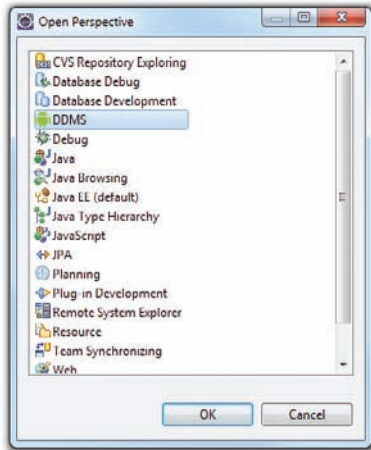 Open Perspective
CVS Repository Exploring
Database Debug
Database Development
DDMS
Debug
Java
Java Browsing
Java EE (default)
Java Type Hierarchy
JavaScript
JPA
Planning
Plug-in Development
Remote System Explorer
Resource
Team Synchronizing
Web
OK
Cancel